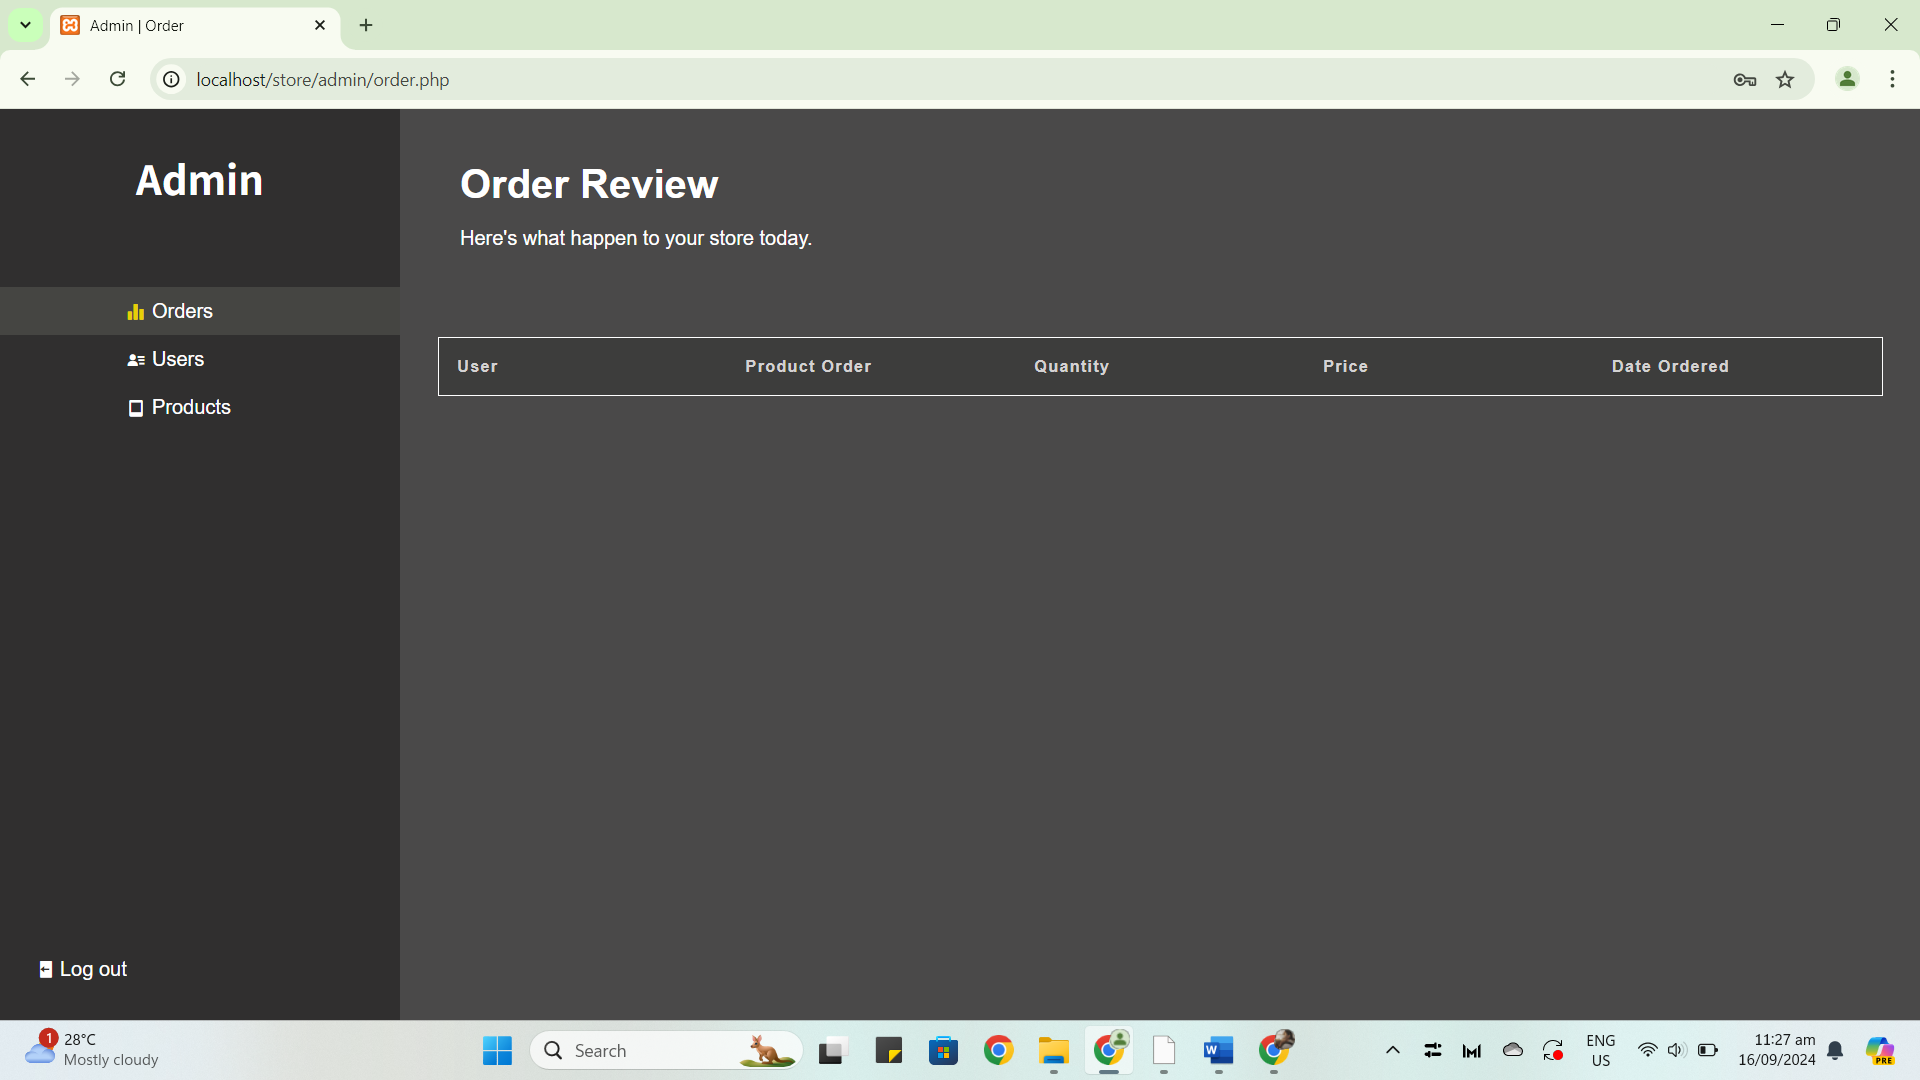 Admin | Order
localhost/store/admin/order.php
Admin
Orders
Users
Products
Log out
Order Review
Here's what happen to your store today.
User Product Order Quantity Price Date Ordered
1
28°C
Mostly cloudy
Search
W
ENG
US
11:27 am
16/09/2024
PRE